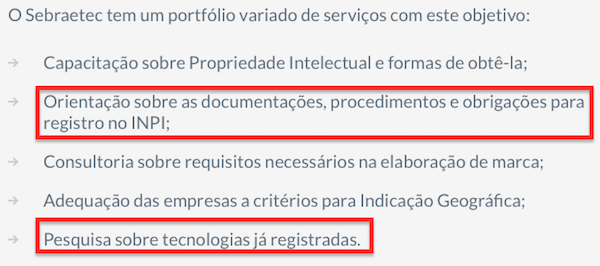 O Sebraetec tem um portfólio variado de serviços com este objetivo:
Capacitação sobre Propriedade Intelectual e formas de obtê-la;
Orientação sobre as documentações, procedimentos e obrigações para
registro no INPI;
Consultoria sobre requisitos necessários na elaboração de marca;
Adequação das empresas a critérios para Indicação Geográfica;
Pesquisa sobre tecnologias já registradas.